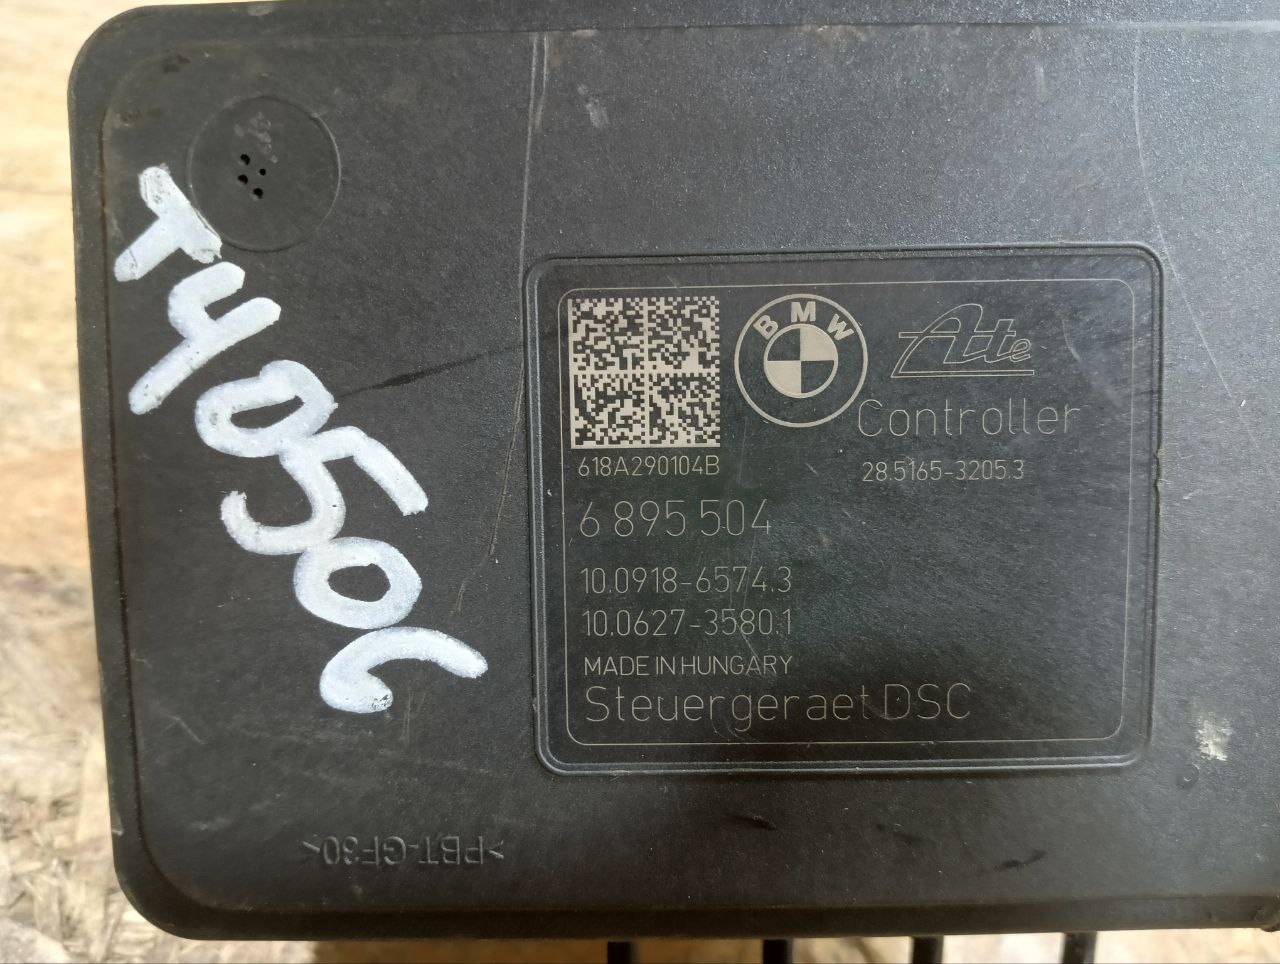 T40506
BMW
Ate
Controller
618A290104B
28.5165-3205.3
6 895 504
10.0918-6574.3
10.0627-3580.1
MADE IN HUNGARY
Steuergeraet DSC
>PBT-GF30<